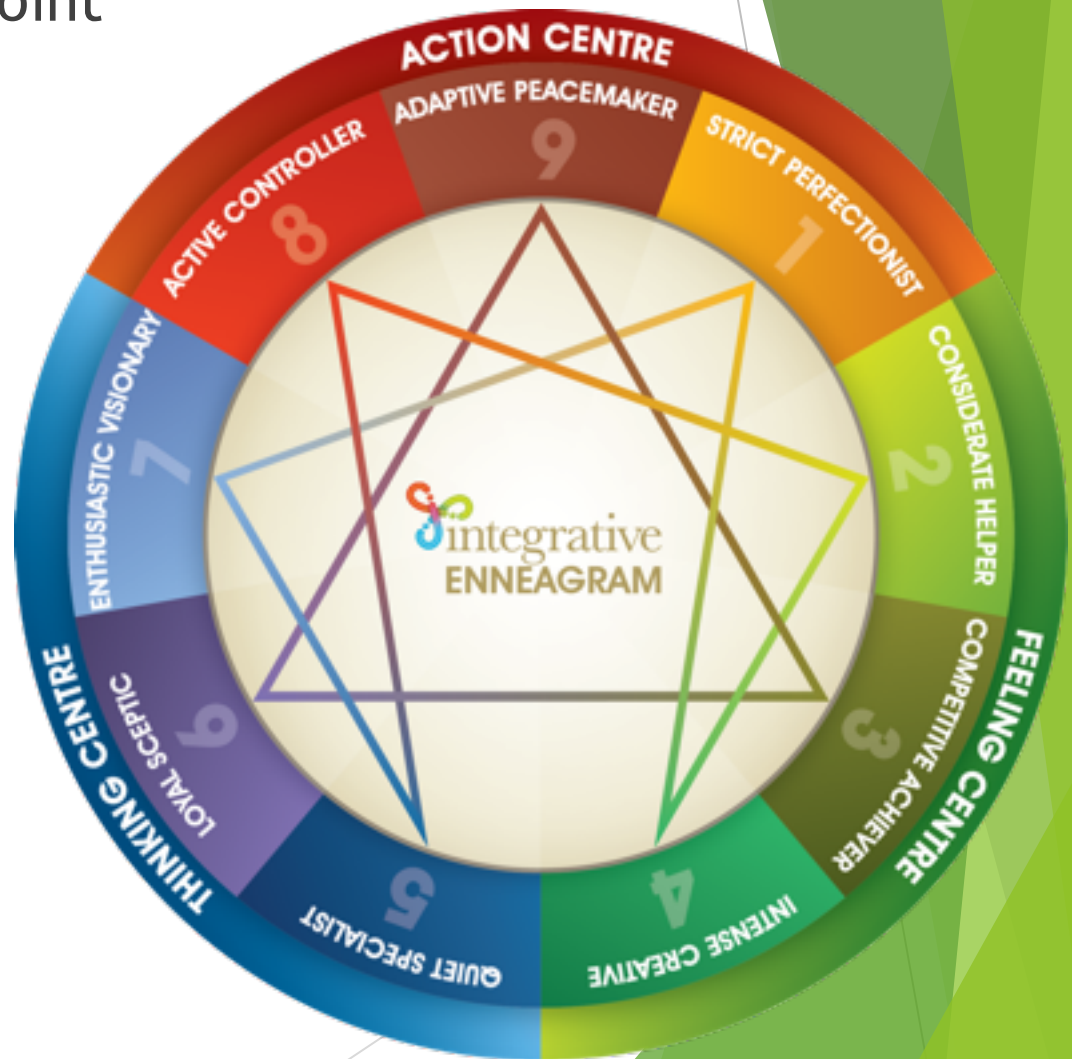 oint
ACTION CENTRE
ADAPTIVE PEACEMAKER
9
STRICT PERFECTIONIST
1
CONSIDERATE HELPER
2
FEELING CENTRE
COMPETITIVE ACHIEVER
3
INTENSE CREATIVE
4
QUIET SPECIALIST
5
THINKING CENTRE
LOYAL SCEPTIC
6
ENTHUSIASTIC VISIONARY
7
ACTIVE CONTROLLER
8
integrative
ENNEAGRAM